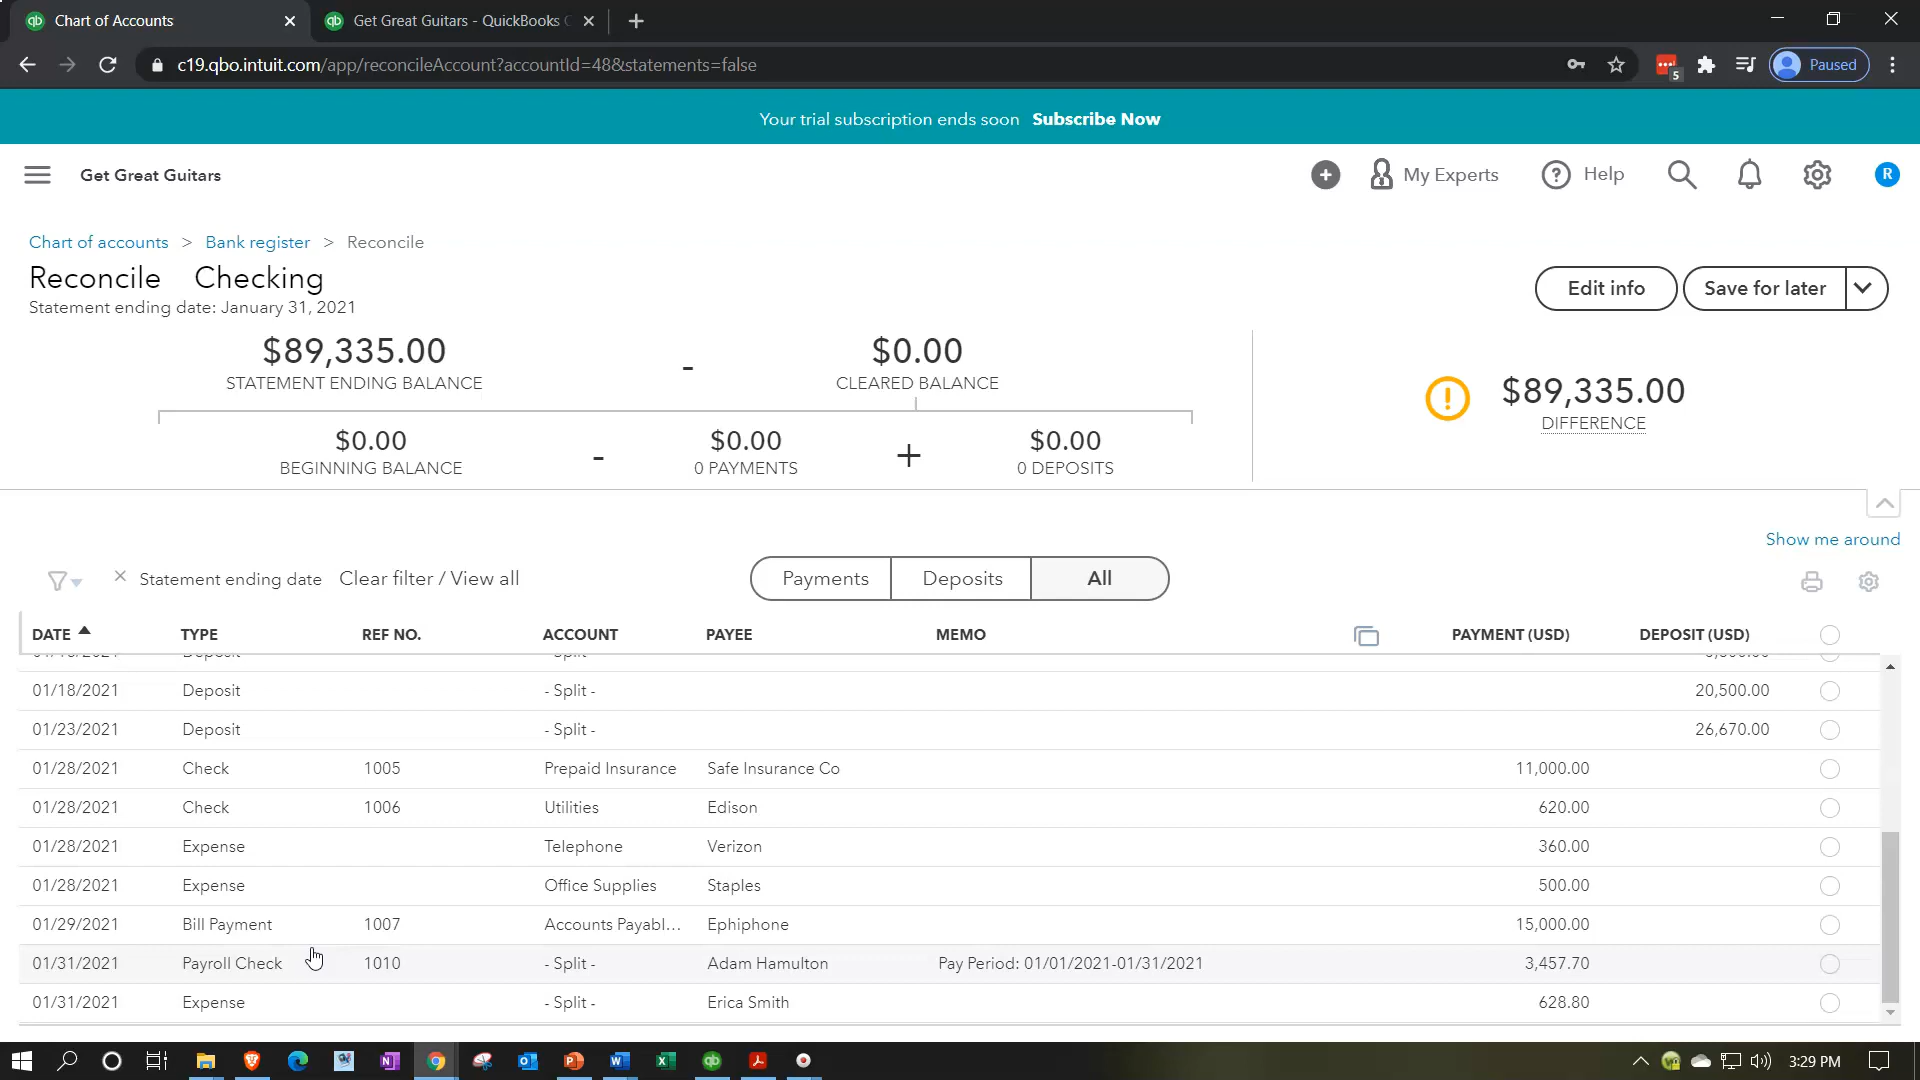 Chart of Accounts
Get Great Guitars - QuickBooks
c19.qbo.intuit.com/app/reconcileAccount?accountId=48&statements=false
5
Paused
Your trial subscription ends soon Subscribe Now
Get Great Guitars
My Experts
Help
R
Chart of accounts > Bank register > Reconcile
Reconcile Checking
Statement ending date: January 31, 2021
Edit info
Save for later
$89,335.00 - $0.00
STATEMENT ENDING BALANCE CLEARED BALANCE
$89,335.00
DIFFERENCE
$0.00 - $0.00 + $0.00
BEGINNING BALANCE 0 PAYMENTS 0 DEPOSITS
Show me around
Statement ending date Clear filter / View all
Payments Deposits All
DATE TYPE REF NO. ACCOUNT PAYEE MEMO PAYMENT (USD) DEPOSIT (USD)
01/18/2021 Deposit - Split - 20,500.00
01/23/2021 Deposit - Split - 26,670.00
01/28/2021 Check 1005 Prepaid Insurance Safe Insurance Co 11,000.00
01/28/2021 Check 1006 Utilities Edison 620.00
01/28/2021 Expense Telephone Verizon 360.00
01/28/2021 Expense Office Supplies Staples 500.00
01/29/2021 Bill Payment 1007 Accounts Payabl... Ephiphone 15,000.00
01/31/2021 Payroll Check 1010 - Split - Adam Hamulton Pay Period: 01/01/2021-01/31/2021 3,457.70
01/31/2021 Expense - Split - Erica Smith 628.80
3:29 PM